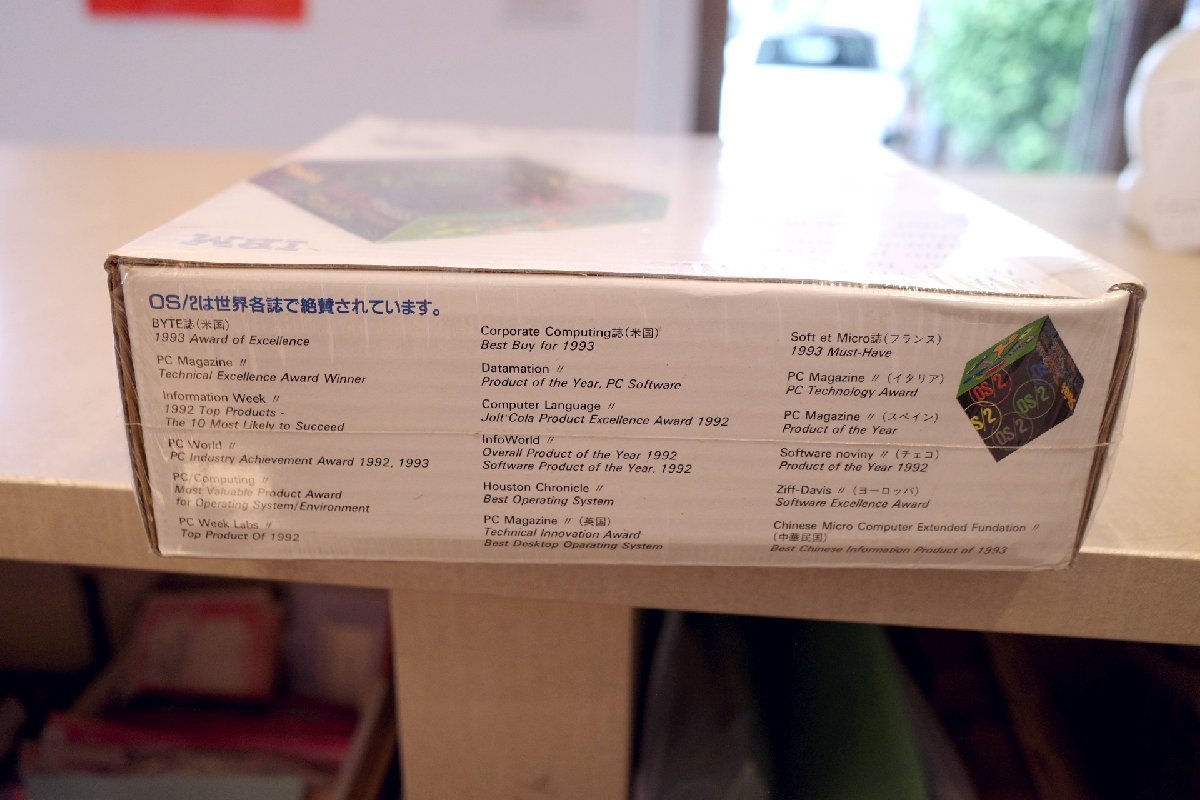 IBM
OS/2は世界各誌で絶賛されています。
BYTE誌(米国)
1993 Award of Excellence
PC Magazine 〃
Technical Excellence Award Winner
Information Week 〃
1992 Top Products -
The 10 Most Likely to Succeed
PC World 〃
PC Industry Achievement Award 1992, 1993
PC/Computing 〃
Most Valuable Product Award
for Operating System/Environment
PC Week Labs 〃
Top Product Of 1992
Corporate Computing誌(米国)
Best Buy for 1993
Datamation 〃
Product of the Year, PC Software
Computer Language 〃
Jolt Cola Product Excellence Award 1992
InfoWorld 〃
Overall Product of the Year 1992
Software Product of the Year, 1992
Houston Chronicle 〃
Best Operating System
PC Magazine 〃 (英国)
Technical Innovation Award
Best Desktop Oparating System
Soft et Micro誌(フランス)
1993 Must-Have
PC Magazine 〃 (イタリア)
PC Technology Award
PC Magazine 〃 (スペイン)
Product of the Year
Software noviny 〃 (チェコ)
Product of the Year 1992
Ziff-Davis 〃 (ヨーロッパ)
Software Excellence Award
Chinese Micro Computer Extended Fundation 〃
(中華民国)
Best Chinese Information Product of 1993
OS/2
OS/2
OS/2
OS/2